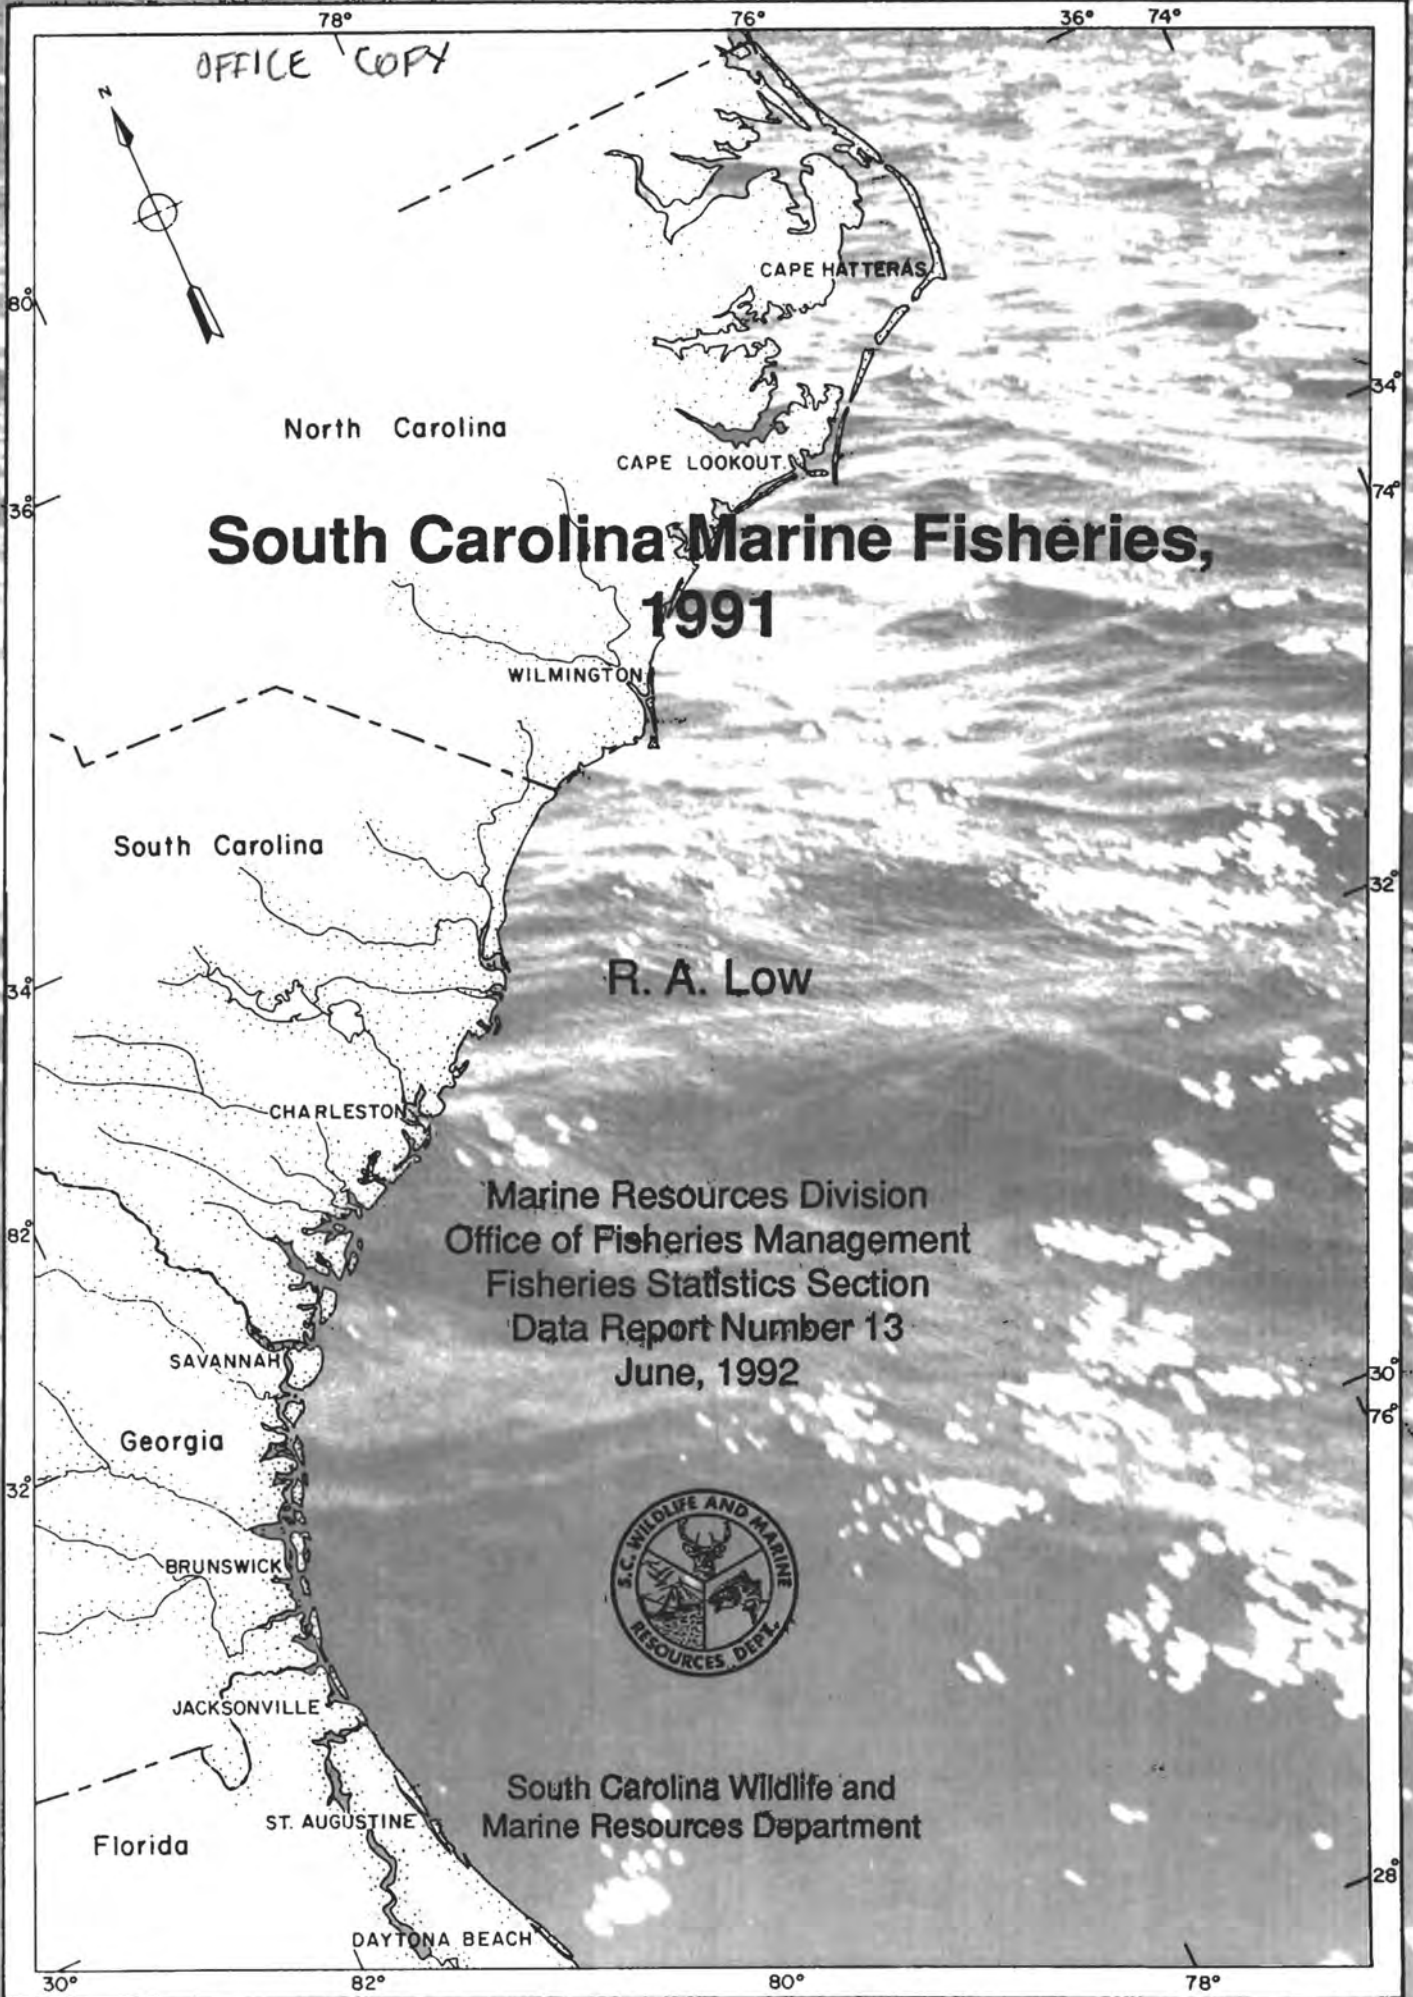 78°
76°
36°
74°
OFFICE COPY
N
CAPE HATTERAS
80°
34°
North Carolina
CAPE LOOKOUT
74°
36°
South Carolina Marine Fisheries,
1991
WILMINGTON
South Carolina
32°
R. A. Low
34°
CHARLESTON
Marine Resources Division
82°
Office of Fisheries Management
Fisheries Statistics Section
Data Report Number 13
SAVANNAH
June, 1992
30°
76°
Georgia
32°
S.C. WILDLIFE AND MARINE
RESOURCES DEPT.
BRUNSWICK
JACKSONVILLE
South Carolina Wildlife and
ST. AUGUSTINE
Marine Resources Department
Florida
28°
DAYTONA BEACH
30°
82°
80°
78°